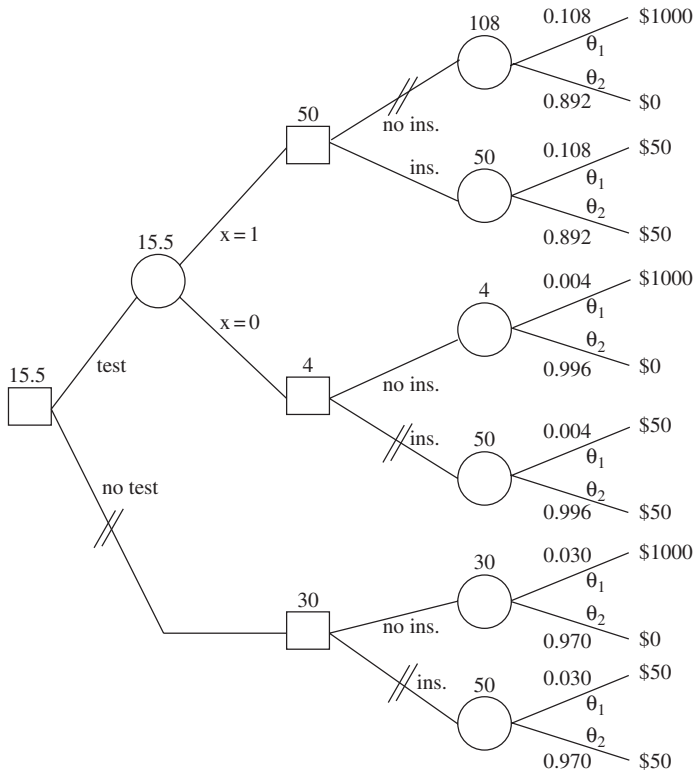 108
0.108 $1000
θ1
θ2
0.892 $0
no ins.
50
ins.
50
0.108 $50
θ1
θ2
0.892 $50
x = 1
15.5
x = 0
4
0.004 $1000
θ1
θ2
0.996 $0
4
no ins.
ins.
50
0.004 $50
θ1
θ2
0.996 $50
15.5
test
no test
30
0.030 $1000
θ1
θ2
0.970 $0
30
no ins.
ins.
50
0.030 $50
θ1
θ2
0.970 $50